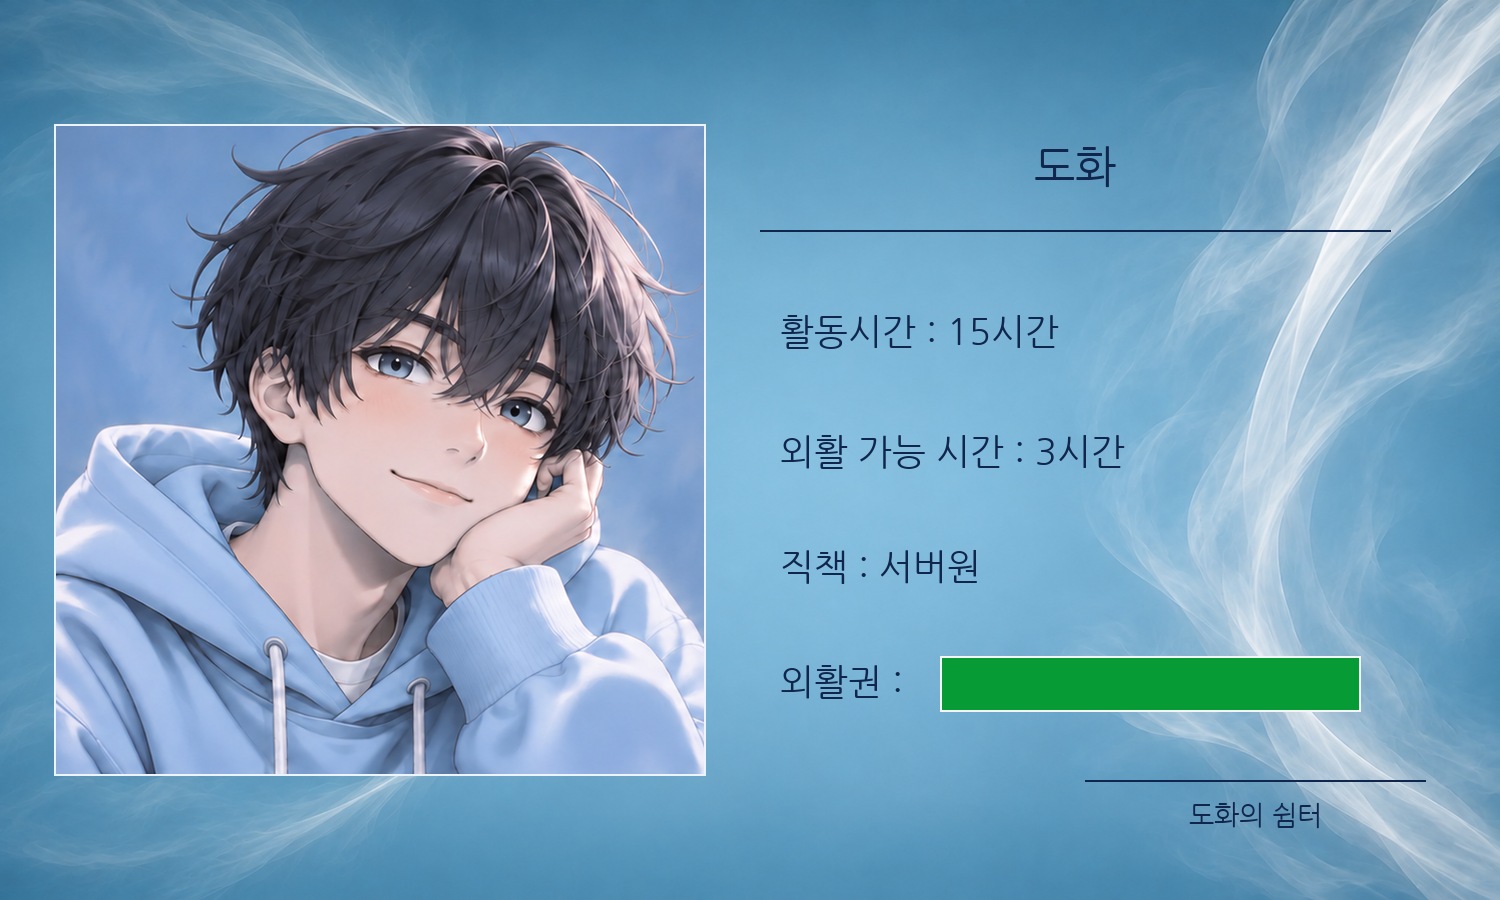 도화
활동시간 : 15시간
외활 가능 시간 : 3시간
직책 : 서버원
외활권 :
도화의 쉼터